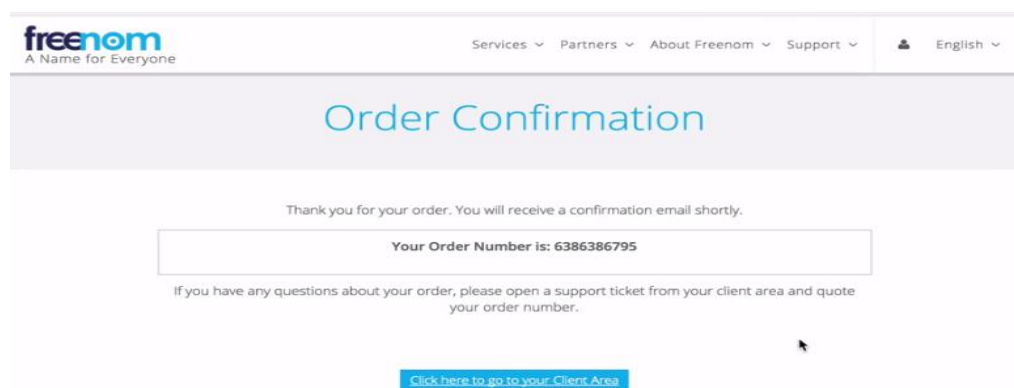 freenom
A Name for Everyone
Services Partners About Freenom Support English
Order Confirmation
Thank you for your order. You will receive a confirmation email shortly.
Your Order Number is: 6386386795
If you have any questions about your order, please open a support ticket from your client area and quote
your order number.
Click here to go to your Client Area